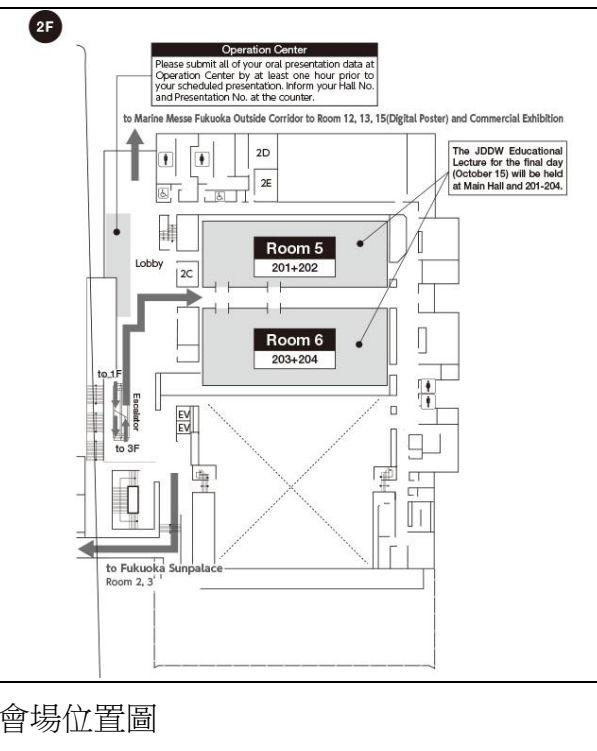 2F
Operation Center
Please submit all of your oral presentation data at
Operation Center by at least one hour prior to
your scheduled presentation. Inform your Hall No.
and Presentation No. at the counter.
to Marine Messe Fukuoka Outside Corridor to Room 12, 13, 15(Digital Poster) and Commercial Exhibition
The JDDW Educational
Lecture for the final day
(October 15) will be held
at Main Hall and 201-204.
2D
2E
Room 5
201+202
Lobby
2C
Room 6
203+204
to 1F
Escalator
EV
EV
to 3F
to Fukuoka Sunpalace
Room 2, 3
會場位置圖